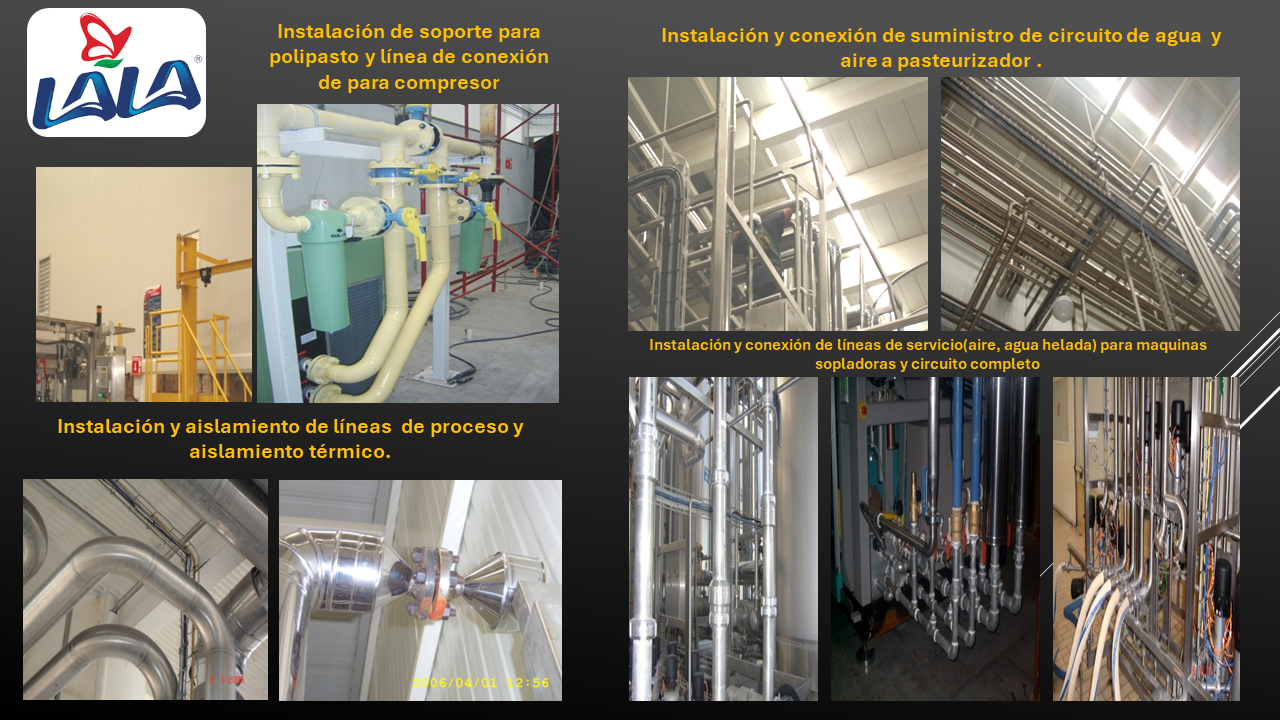 LALA
®
Instalación de soporte para
polipasto y línea de conexión
de para compresor
Instalación y conexión de suministro de circuito de agua y
aire a pasteurizador .
Instalación y conexión de líneas de servicio(aire, agua helada) para maquinas
sopladoras y circuito completo
Instalación y aislamiento de líneas de proceso y
aislamiento térmico.
2006/04/01 12:56